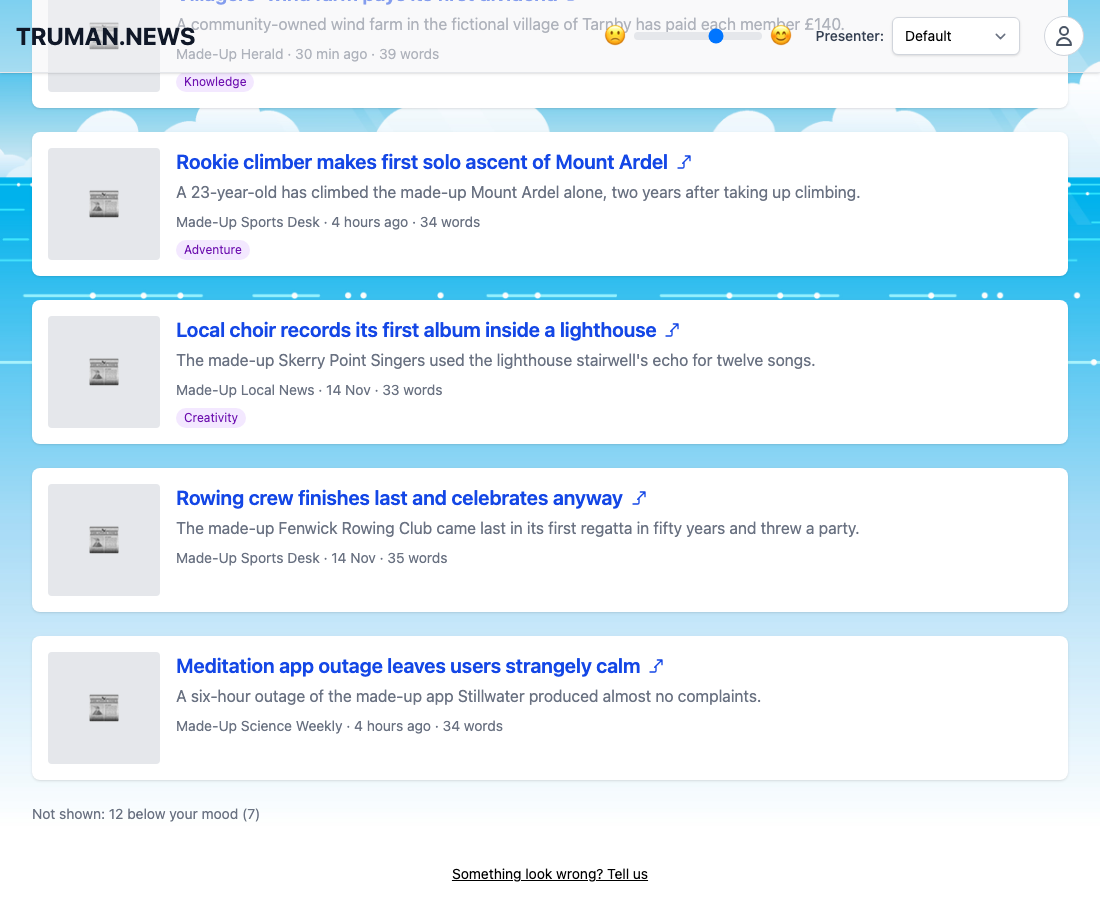 A community-owned wind farm in the fictional village of Tarnby has paid each member £140.
TRUMAN.NEWS
Presenter:
Default
Made-Up Herald · 30 min ago · 39 words
Knowledge
Rookie climber makes first solo ascent of Mount Ardel
A 23-year-old has climbed the made-up Mount Ardel alone, two years after taking up climbing.
Made-Up Sports Desk · 4 hours ago · 34 words
Adventure
Local choir records its first album inside a lighthouse
The made-up Skerry Point Singers used the lighthouse stairwell's echo for twelve songs.
Made-Up Local News · 14 Nov · 33 words
Creativity
Rowing crew finishes last and celebrates anyway
The made-up Fenwick Rowing Club came last in its first regatta in fifty years and threw a party.
Made-Up Sports Desk · 14 Nov · 35 words
Meditation app outage leaves users strangely calm
A six-hour outage of the made-up app Stillwater produced almost no complaints.
Made-Up Science Weekly · 4 hours ago · 34 words
Not shown: 12 below your mood (7)
Something look wrong? Tell us